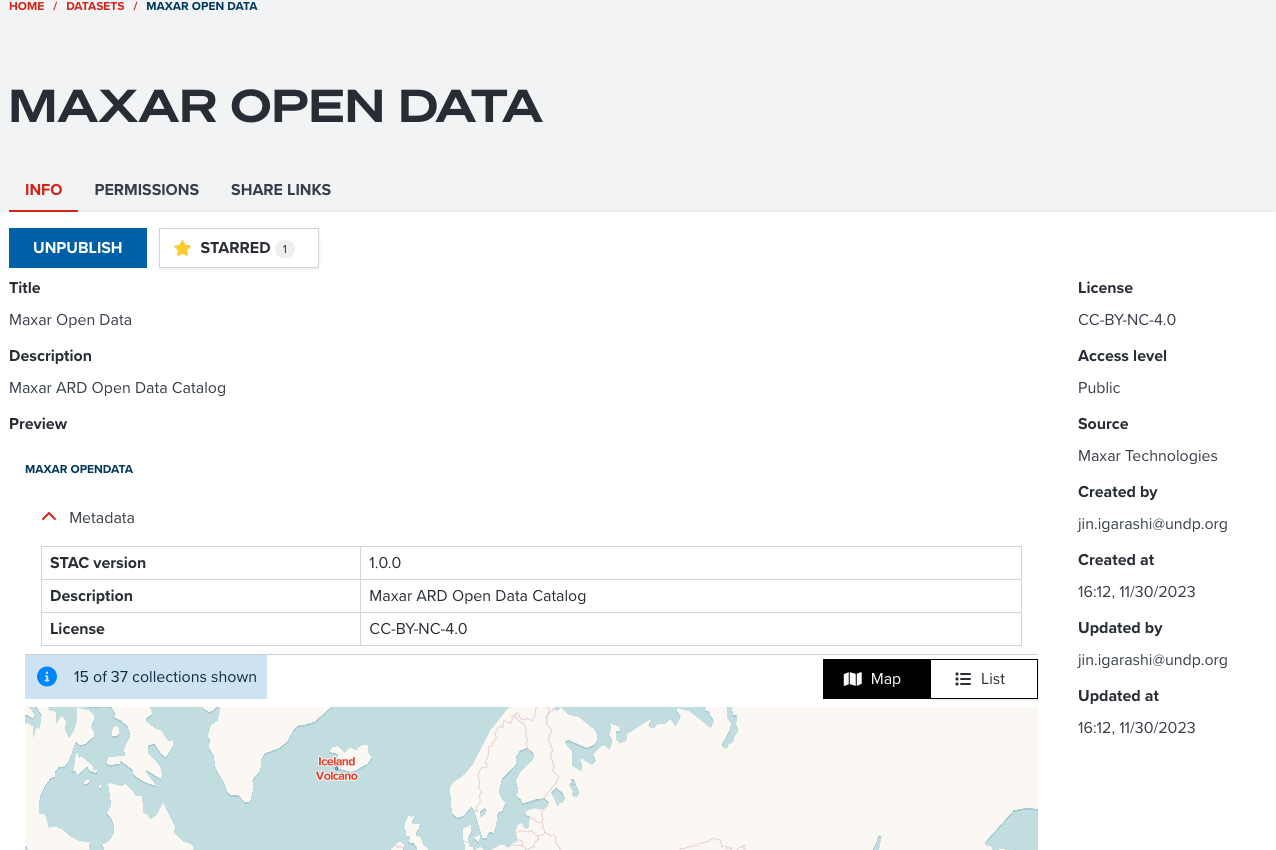 HOME / DATASETS / MAXAR OPEN DATA
MAXAR OPEN DATA
INFO PERMISSIONS SHARE LINKS
UNPUBLISH STARRED 1
Title
Maxar Open Data
Description
Maxar ARD Open Data Catalog
Preview
MAXAR OPENDATA
Metadata
STAC version 1.0.0
Description Maxar ARD Open Data Catalog
License CC-BY-NC-4.0
15 of 37 collections shown
Map List
Iceland
Volcano
License
CC-BY-NC-4.0
Access level
Public
Source
Maxar Technologies
Created by
jin.igarashi@undp.org
Created at
16:12, 11/30/2023
Updated by
jin.igarashi@undp.org
Updated at
16:12, 11/30/2023